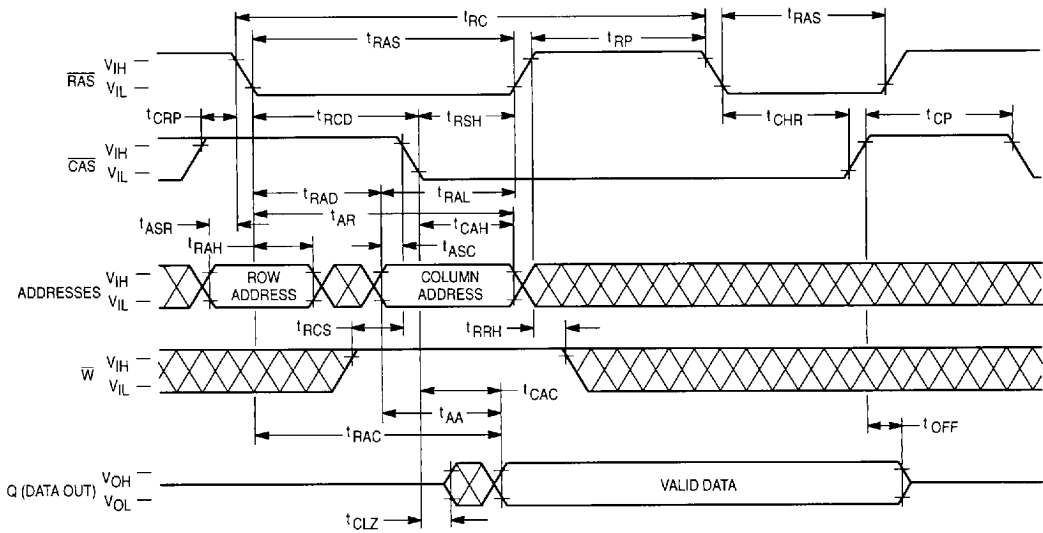 tRC
tRAS
tRAS
tRP
RAS
VIH
VIL
tCRP
tRCD
tRSH
tCHR
tCP
CAS
VIH
VIL
tRAD
tRAL
tAR
tASR
tCAH
tRAH
tASC
ADDRESSES
VIH
VIL
ROW
ADDRESS
COLUMN
ADDRESS
tRCS
tRRH
W
VIH
VIL
tCAC
tAA
tRAC
tOFF
Q (DATA OUT)
VOH
VOL
VALID DATA
tCLZ